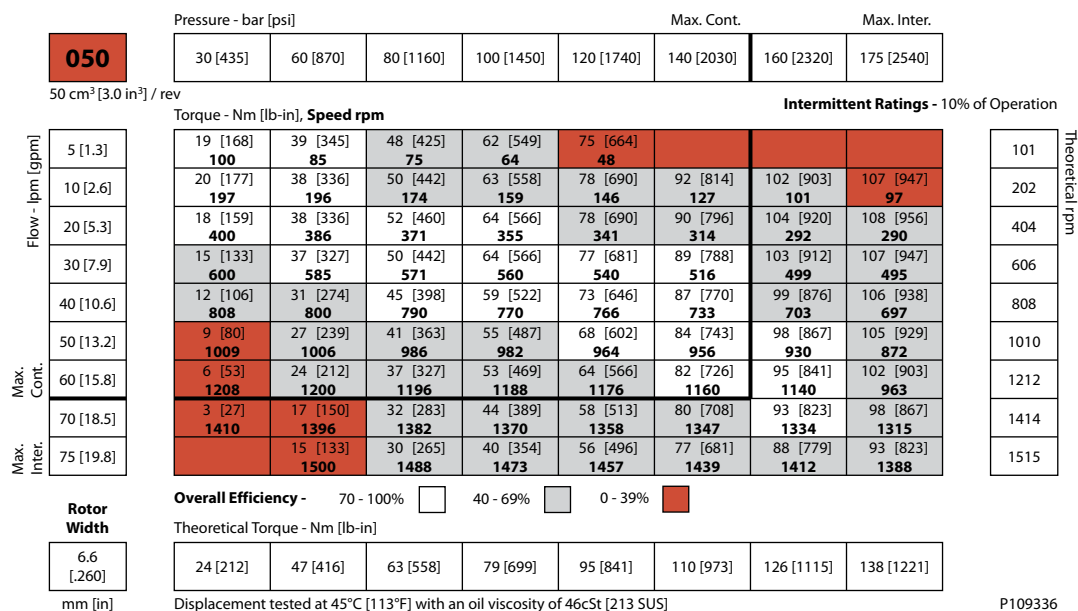 Pressure - bar [psi] Max. Cont. Max. Inter.
050 30 [435] 60 [870] 80 [1160] 100 [1450] 120 [1740] 140 [2030] 160 [2320] 175 [2540]
50 cm³ [3.0 in³] / rev
Torque - Nm [lb-in], Speed rpm Intermittent Ratings - 10% of Operation
Flow - lpm [gpm]
Theoretical rpm
5 [1.3] 19 [168] 39 [345] 48 [425] 62 [549] 75 [664] 101
100 85 75 64 48
10 [2.6] 20 [177] 38 [336] 50 [442] 63 [558] 78 [690] 92 [814] 102 [903] 107 [947] 202
197 196 174 159 146 127 101 97
20 [5.3] 18 [159] 38 [336] 52 [460] 64 [566] 78 [690] 90 [796] 104 [920] 108 [956] 404
400 386 371 355 341 314 292 290
30 [7.9] 15 [133] 37 [327] 50 [442] 64 [566] 77 [681] 89 [788] 103 [912] 107 [947] 606
600 585 571 560 540 516 499 495
40 [10.6] 12 [106] 31 [274] 45 [398] 59 [522] 73 [646] 87 [770] 99 [876] 106 [938] 808
808 800 790 770 766 733 703 697
50 [13.2] 9 [80] 27 [239] 41 [363] 55 [487] 68 [602] 84 [743] 98 [867] 105 [929] 1010
1009 1006 986 982 964 956 930 872
Max. Cont.
60 [15.8] 6 [53] 24 [212] 37 [327] 53 [469] 64 [566] 82 [726] 95 [841] 102 [903] 1212
1208 1200 1196 1188 1176 1160 1140 963
70 [18.5] 3 [27] 17 [150] 32 [283] 44 [389] 58 [513] 80 [708] 93 [823] 98 [867] 1414
1410 1396 1382 1370 1358 1347 1334 1315
Max. Inter.
75 [19.8] 15 [133] 30 [265] 40 [354] 56 [496] 77 [681] 88 [779] 93 [823] 1515
1500 1488 1473 1457 1439 1412 1388
Overall Efficiency - 70 - 100% 40 - 69% 0 - 39%
Rotor
Width
Theoretical Torque - Nm [lb-in]
6.6
[.260]
24 [212] 47 [416] 63 [558] 79 [699] 95 [841] 110 [973] 126 [1115] 138 [1221]
mm [in] Displacement tested at 45°C [113°F] with an oil viscosity of 46cSt [213 SUS] P109336